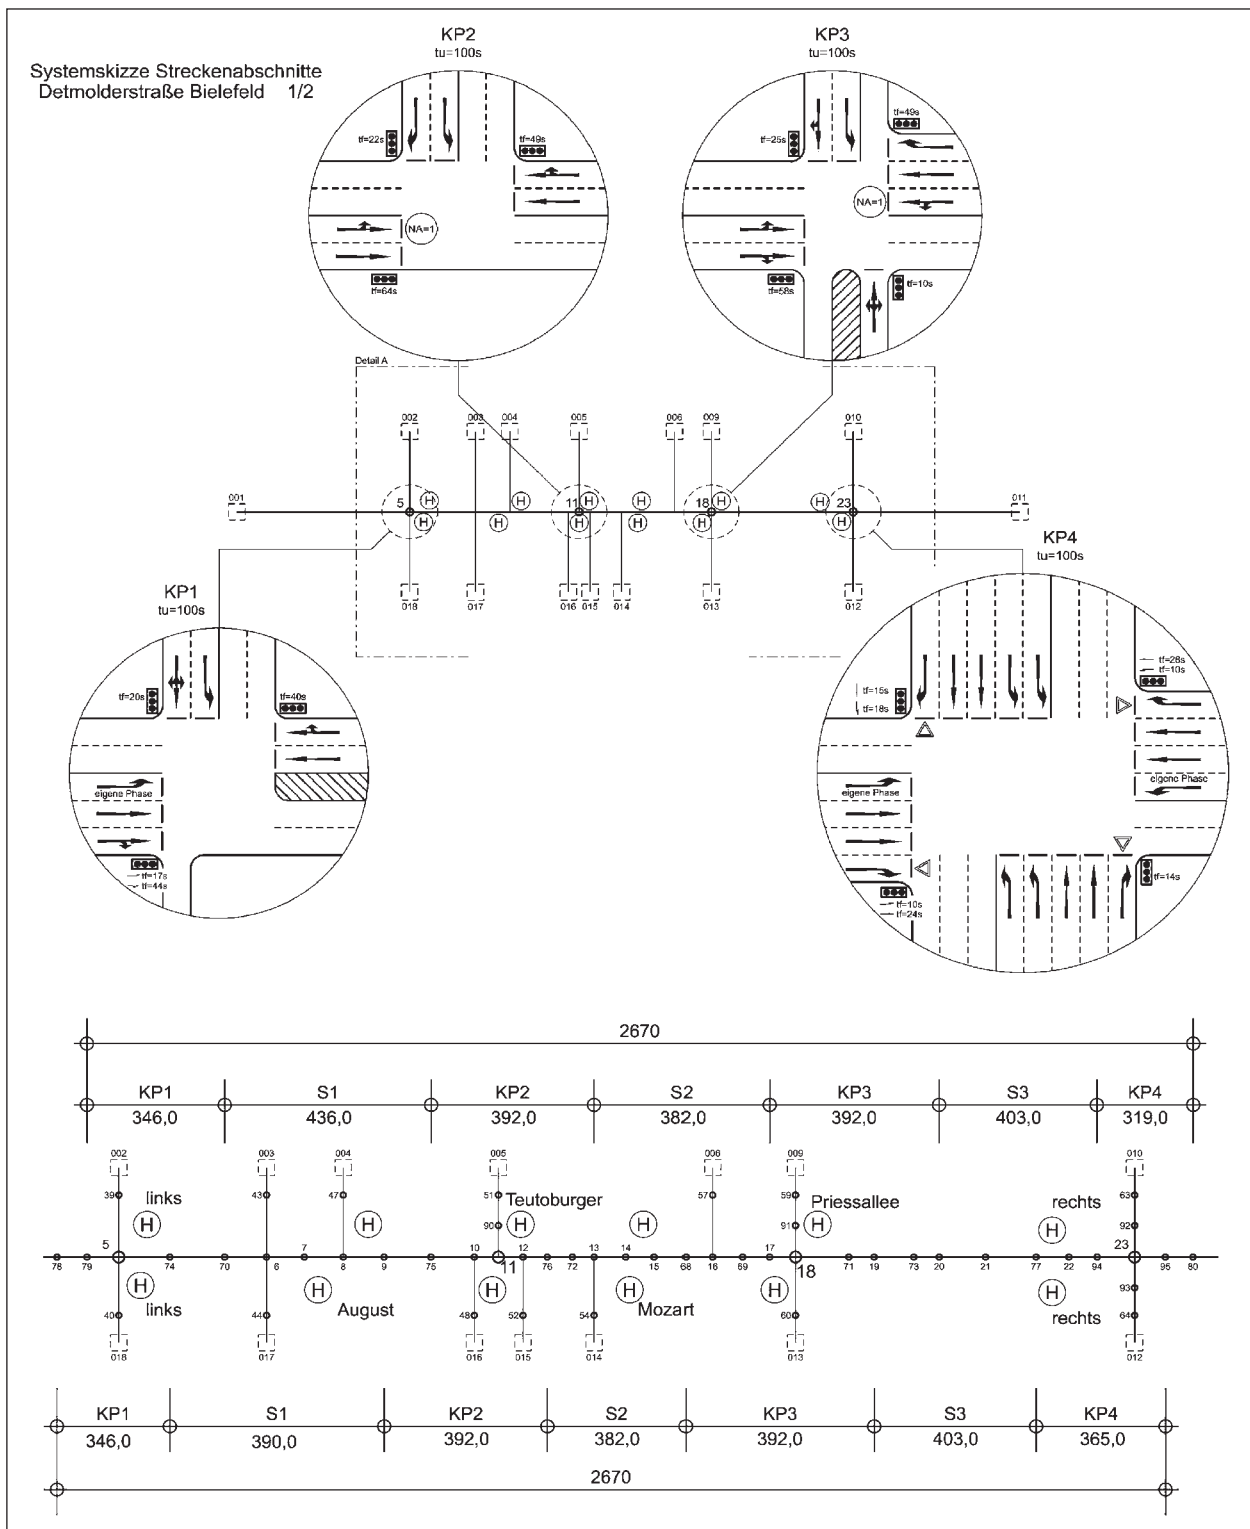 KP2
tu=100s
KP3
tu=100s
Systemskizze Streckenabschnitte
Detmolderstraße Bielefeld 1/2
tf=22s
tf=49s
NA=1
tf=64s
tf=25s
tf=49s
NA=1
tf=58s
tf=10s
Detail A
002
003
004
005
006
009
010
001
011
5
H
H
11
H
H
18
H
H
23
H
H
H
H
H
018
017
016
015
014
013
012
KP1
tu=100s
KP4
tu=100s
tf=20s
tf=40s
eigene Phase
tf=17s
tf=44s
tf=15s
tf=18s
tf=28s
tf=10s
eigene Phase
eigene Phase
tf=10s
tf=24s
tf=14s
2670
KP1 S1 KP2 S2 KP3 S3 KP4
346,0 436,0 392,0 382,0 392,0 403,0 319,0
002 003 004 005 006 009 010
39 links 43 47 51 Teutoburger 57 59 Priessallee rechts 63
H H 90 H H 91 H H 92
5 7 10 12 13 14 17 23
78 79 74 70 6 8 9 75 11 76 72 15 68 16 69 18 71 19 73 20 21 77 22 94 95 80
H H H H H H 93
40 links 44 August 48 52 54 Mozart 60 rechts 64
018 017 016 015 014 013 012
KP1 S1 KP2 S2 KP3 S3 KP4
346,0 390,0 392,0 382,0 392,0 403,0 365,0
2670